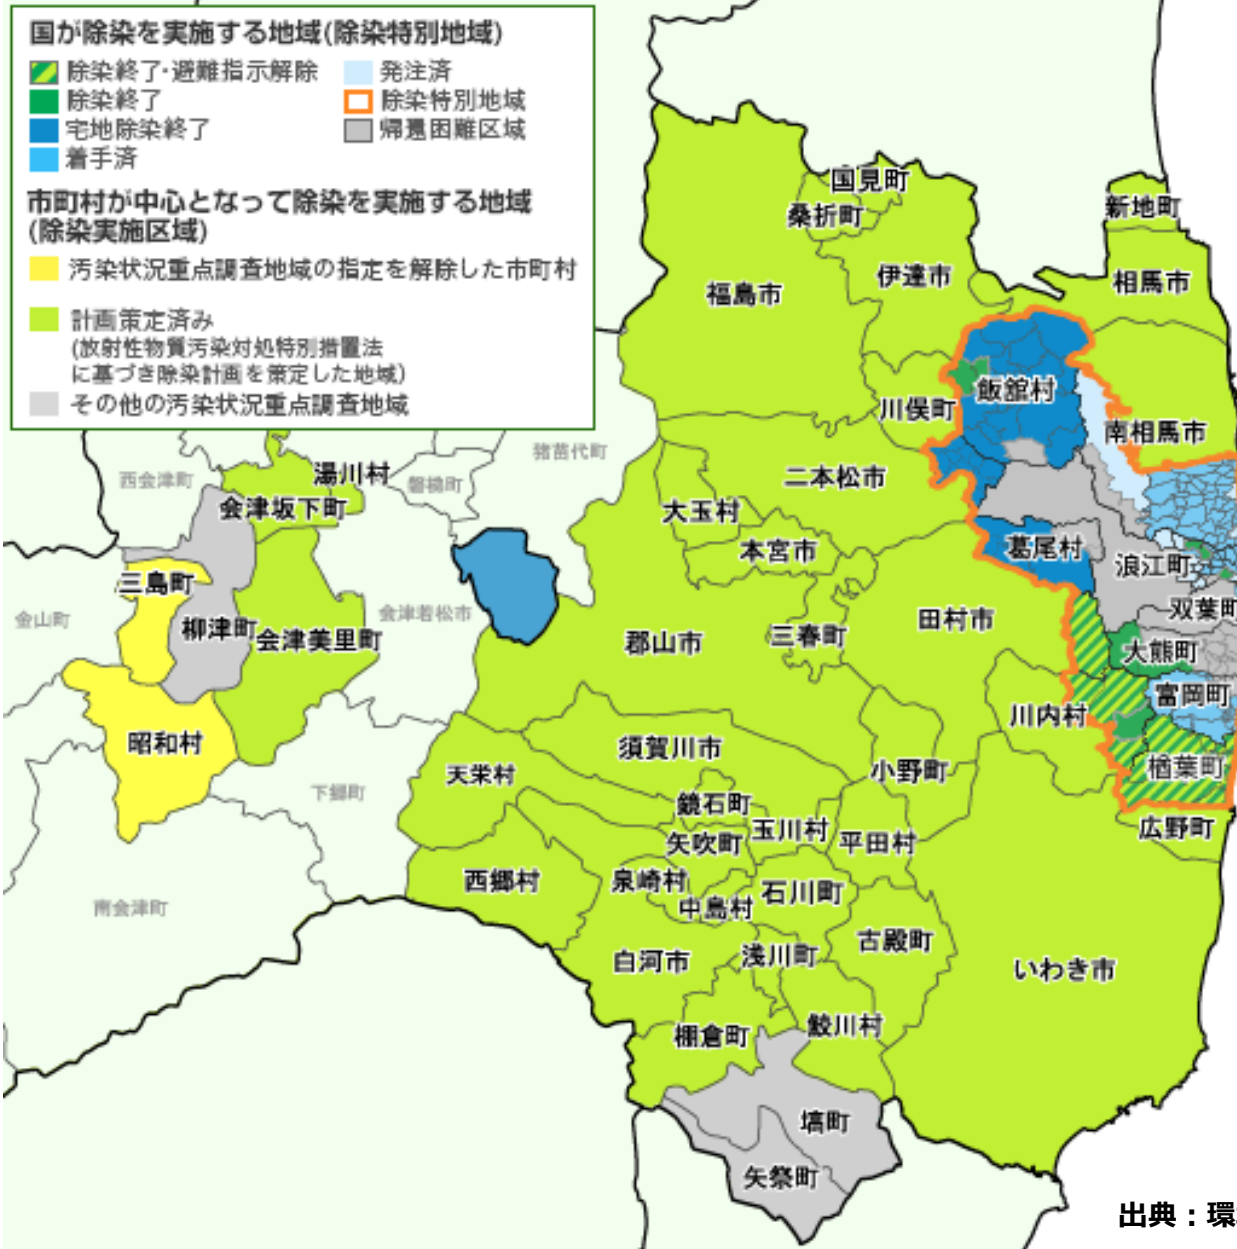 国が除染を実施する地域(除染特別地域)
除染終了・避難指示解除
発注済
除染終了
除染特別地域
宅地除染終了
帰還困難区域
着手済
市町村が中心となって除染を実施する地域
(除染実施区域)
汚染状況重点調査地域の指定を解除した市町村
計画策定済み
(放射性物質汚染対処特別措置法
に基づき除染計画を策定した地域)
その他の汚染状況重点調査地域
国見町
桑折町
新地町
伊達市
相馬市
福島市
飯舘村
川俣町
南相馬市
猪苗代町
湯川村
二本松市
西会津町
磐梯町
会津坂下町
大玉村
本宮市
葛尾村
浪江町
三島町
双葉町
会津若松市
金山町
柳津町
会津美里町
郡山市
三春町
田村市
大熊町
富岡町
川内村
昭和村
須賀川市
天栄村
小野町
楢葉町
下郷町
鏡石町
玉川村
広野町
矢吹町
平田村
西郷村
泉崎村
石川町
中島村
南会津町
古殿町
白河市
浅川町
いわき市
鮫川村
棚倉町
塙町
矢祭町
出典:環